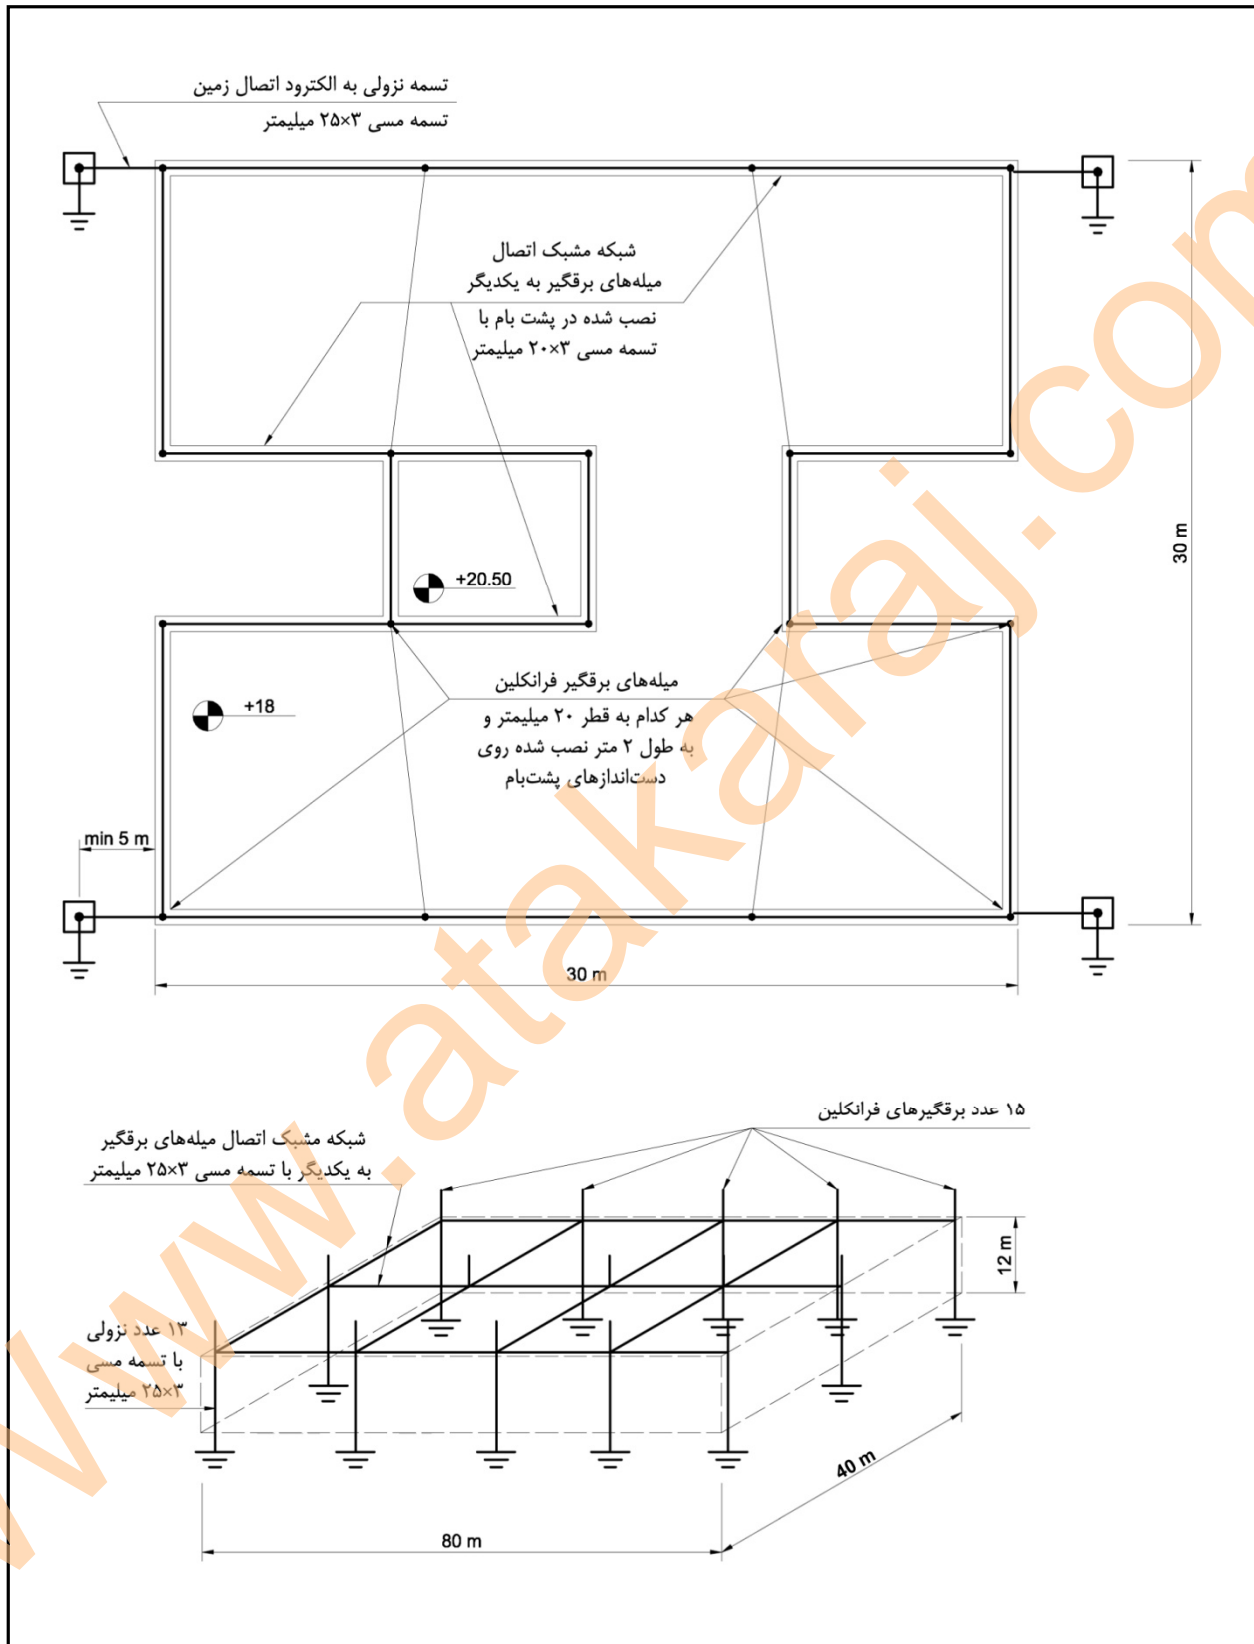 تسمه نزولی به الکترود اتصال زمین
تسمه مسی ۳×۲۵ میلیمتر
شبکه مشبک اتصال
میله‌های برقگیر به یکدیگر
نصب شده در پشت بام با
تسمه مسی ۳×۲۰ میلیمتر
30 m
+20.50
میله‌های برقگیر فرانکلین
هر کدام به قطر ۲۰ میلیمتر و
به طول ۲ متر نصب شده روی
دست‌اندازهای پشت‌بام
+18
min 5 m
30 m
۱۵ عدد برقگیرهای فرانکلین
شبکه مشبک اتصال میله‌های برقگیر
به یکدیگر با تسمه مسی ۳×۲۵ میلیمتر
12 m
۱۳ عدد نزولی
با تسمه مسی
۳×۲۵ میلیمتر
40 m
80 m
www.atakaraj.com